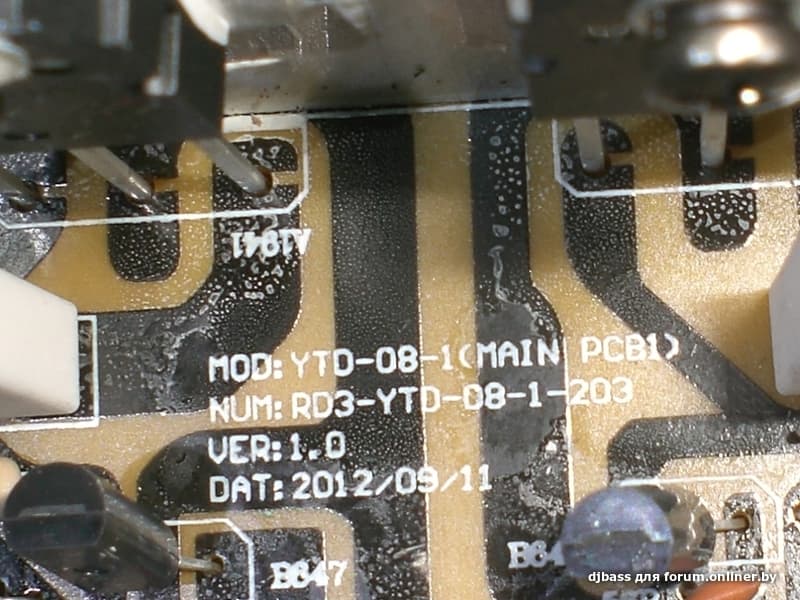 A1941
MOD:YTD-08-1(MAIN PCB1)
NUM:RD3-YTD-08-1-203
VER:1.0
DAT:2012/09/11
B647
djbass для forum.onliner.by